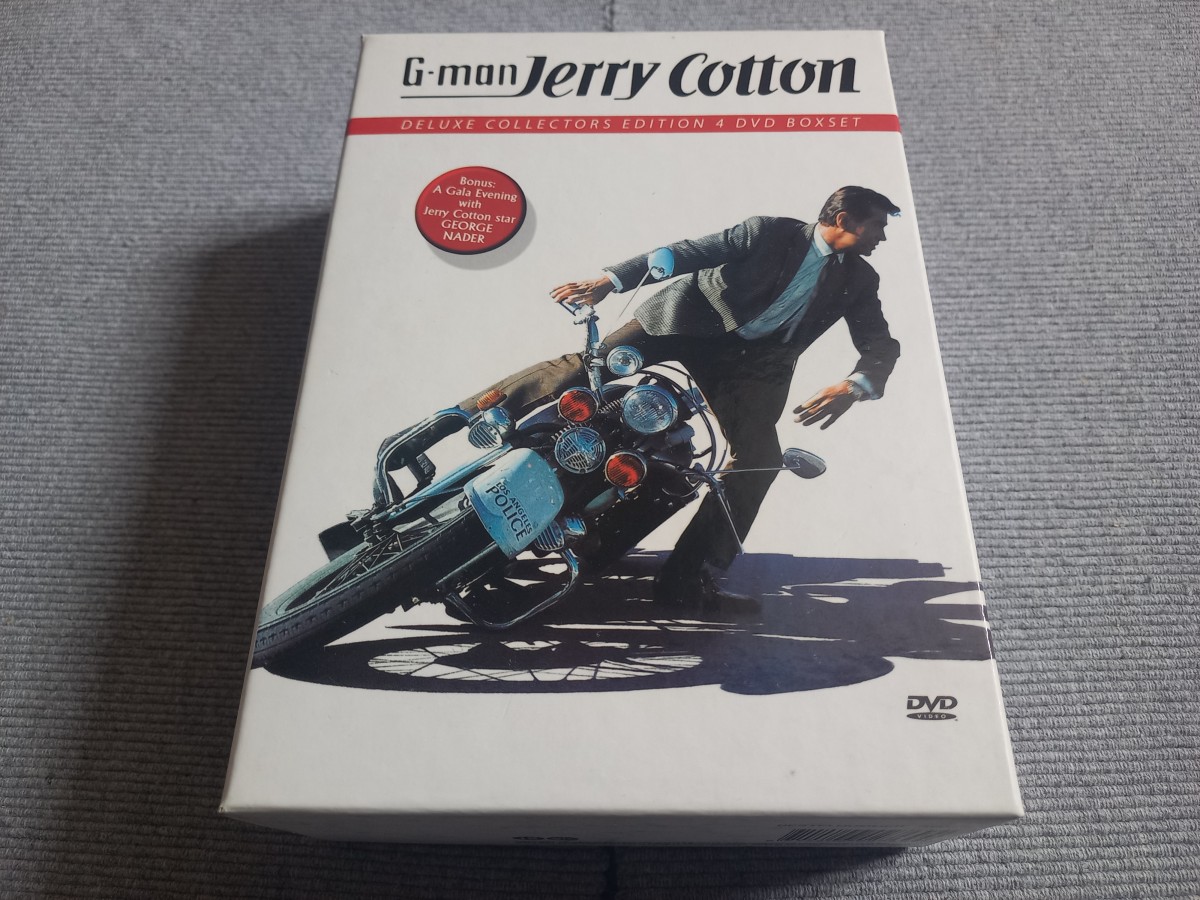 G-man Jerry Cotton
DELUXE COLLECTORS EDITION 4 DVD BOXSET
Bonus:
A Gala Evening
with
Jerry Cotton star
GEORGE
NADER
LOS ANGELES
POLICE
DVD
VIDEO